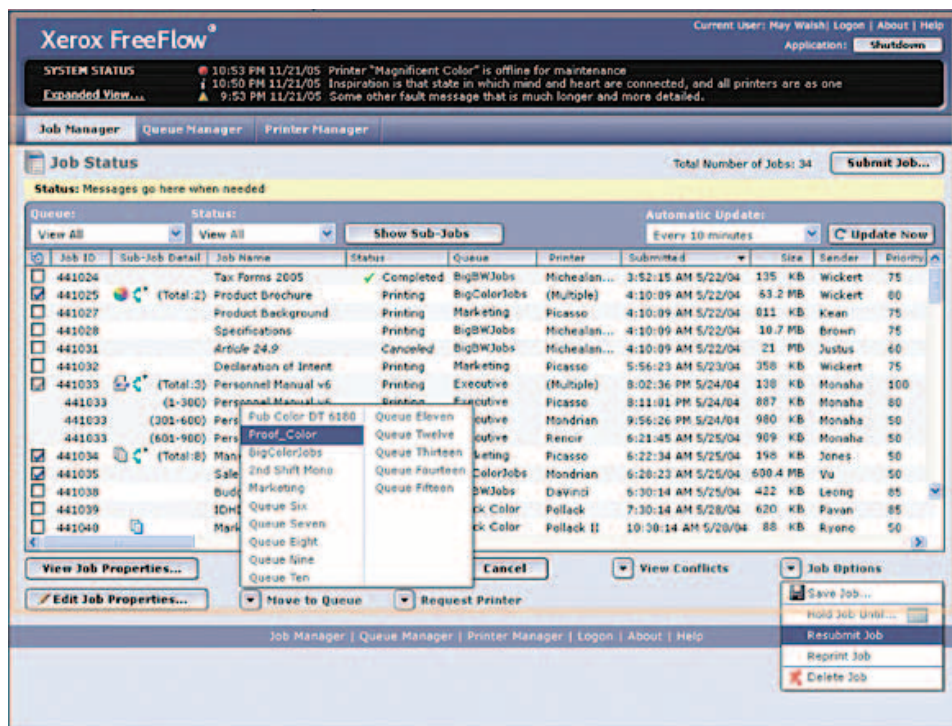 Current User: May Walsh| Logon | About | Help
Xerox FreeFlow®
Application: Shutdown
SYSTEM STATUS
10:53 PM 11/21/05 Printer "Magnificent Color" is offline for maintenance
i 10:50 PM 11/21/05 Inspiration is that state in which mind and heart are connected, and all printers are as one
Expanded View...
9:53 PM 11/21/05 Some other fault message that is much longer and more detailed.
Job Manager Queue Manager Printer Manager
Job Status Total Number of Jobs: 34 Submit Job...
Status: Messages go here when needed
Queue: Status: Automatic Update:
View All View All Show Sub-Jobs Every 10 minutes Update Now
Job ID Sub-Job Detail Job Name Status Queue Printer Submitted Size Sender Priority
441024 Tax Forms 2005 Completed BigBWJobs Michealan... 3:52:15 AM 5/22/04 135 KB Wickert 75
441025 (Total:2) Product Brochure Printing BigColorJobs (Multiple) 4:10:09 AM 5/22/04 63.2 MB Wickert 80
441027 Product Background Printing Marketing Picasso 4:10:09 AM 5/22/04 811 KB Kean 75
441028 Specifications Printing BigBWJobs Michealan... 4:10:09 AM 5/22/04 10.7 MB Brown 75
441031 Article 24.9 Canceled BigBWJobs Michealan... 4:10:09 AM 5/22/04 21 MB Justus 60
441032 Declaration of Intent Printing Marketing Picasso 5:56:23 AM 5/23/04 358 KB Wickert 75
441033 (Total:3) Personnel Manual v6 Printing Executive (Multiple) 8:02:36 PM 5/24/04 138 KB Monaha 100
441033 (1-300) Personnel Manual v6 Printing Executive Picasso 8:11:01 PM 5/24/04 887 KB Monaha 80
441033 (301-600) Pers cutive Mondrian 9:56:26 PM 5/24/04 980 KB Monaha 50
441033 (601-900) Pers cutive Renoir 6:21:45 AM 5/25/04 909 KB Monaha 50
441034 (Total:8) Man keting Picasso 6:22:34 AM 5/25/04 198 KB Jones 50
441035 Sale ColorJobs Mondrian 6:28:23 AM 5/25/04 600.4 MB Vu 50
441038 Budg WJobs DaVinci 6:30:14 AM 5/25/04 422 KB Leong 85
441039 IDHI ck Color Pollack 7:30:14 AM 5/28/04 620 KB Pavan 85
441040 Mark ck Color Pollack II 10:30:14 AM 5/28/04 88 KB Ryono 50
Pub Color DT 6180 Queue Eleven
Proof_Color Queue Twelve
BigColorJobs Queue Thirteen
2nd Shift Mono Queue Fourteen
Marketing Queue Fifteen
Queue Six
Queue Seven
Queue Eight
Queue Nine
Queue Ten
View Job Properties... Cancel View Conflicts Job Options
Edit Job Properties... Move to Queue Request Printer
Save Job...
Hold Job Until...
Resubmit Job
Reprint Job
Delete Job
Job Manager | Queue Manager | Printer Manager | Logon | About | Help